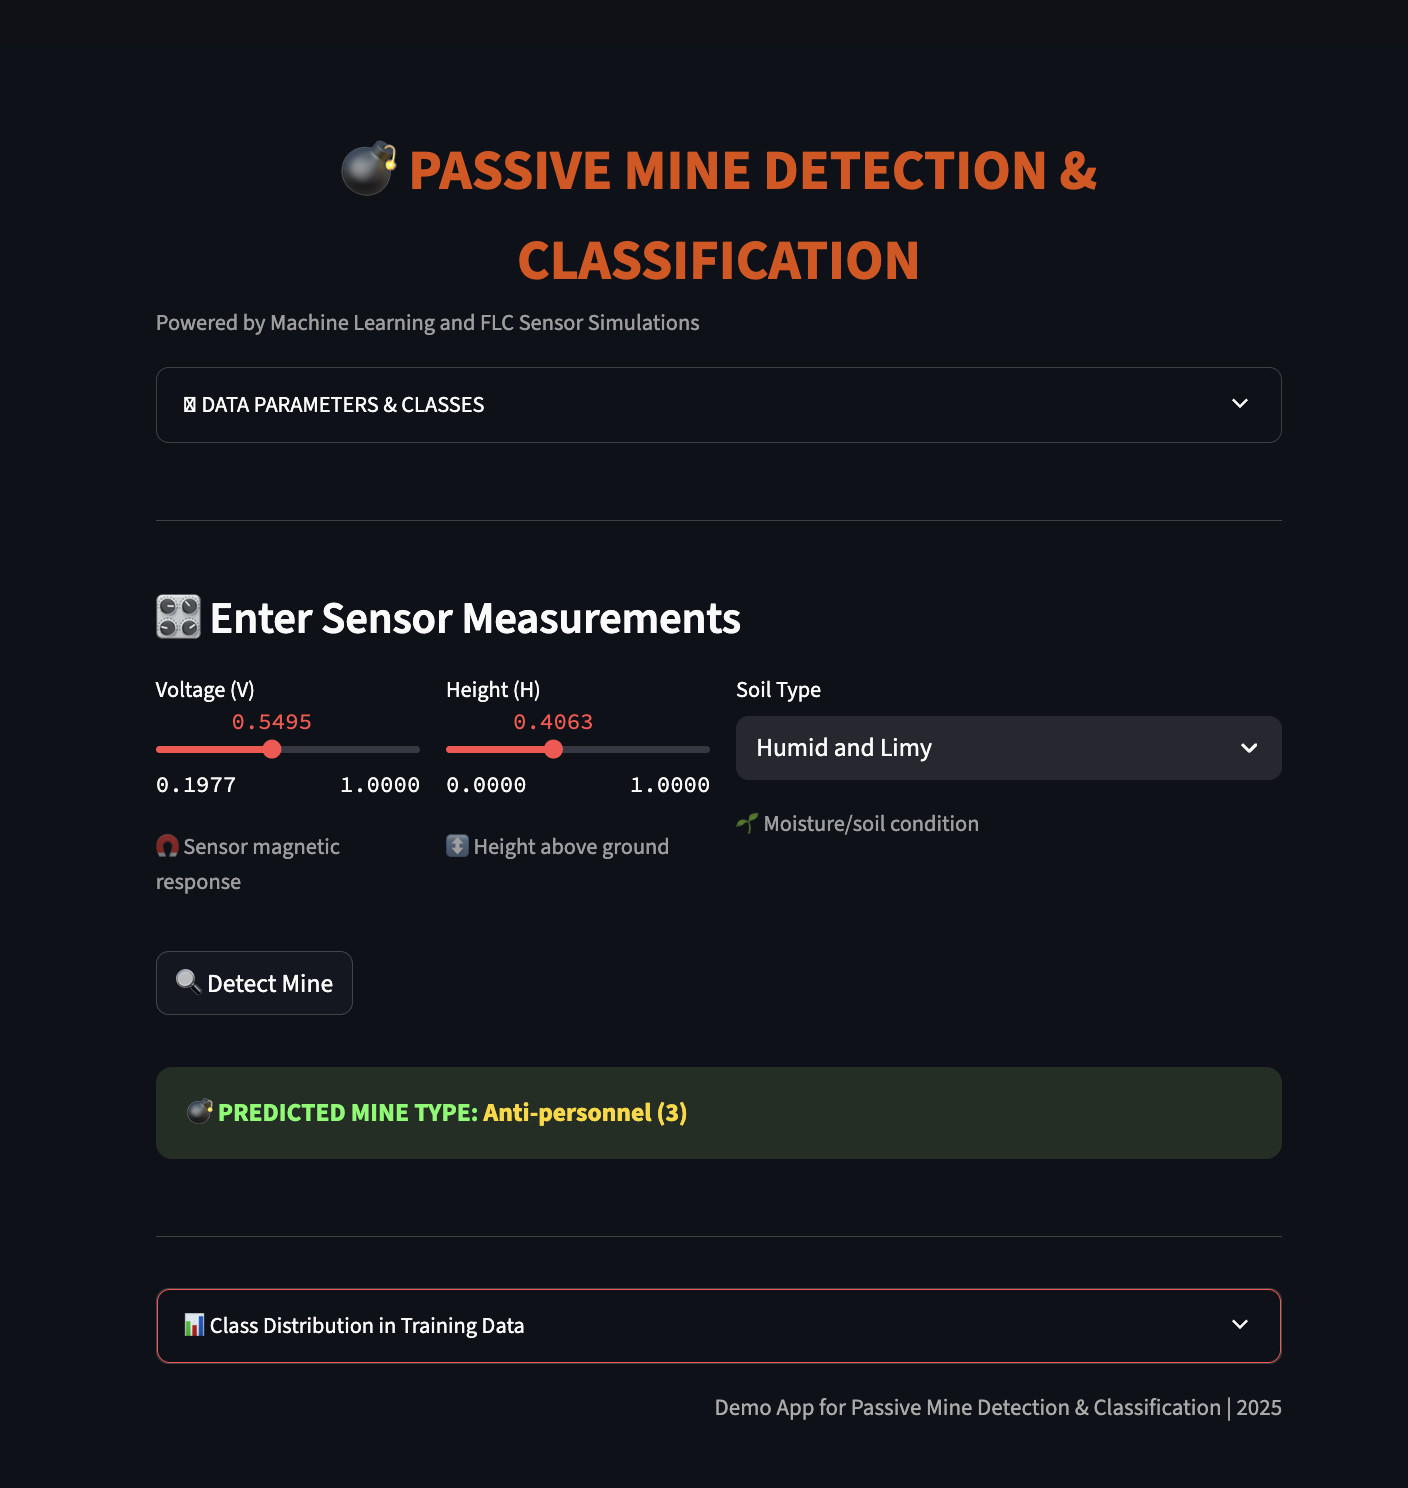 PASSIVE MINE DETECTION &
CLASSIFICATION
Powered by Machine Learning and FLC Sensor Simulations
DATA PARAMETERS & CLASSES
Enter Sensor Measurements
Voltage (V)
0.5495
0.1977 1.0000
Sensor magnetic
response
Height (H)
0.4063
0.0000 1.0000
Height above ground
Soil Type
Humid and Limy
Moisture/soil condition
Detect Mine
PREDICTED MINE TYPE: Anti-personnel (3)
Class Distribution in Training Data
Demo App for Passive Mine Detection & Classification | 2025